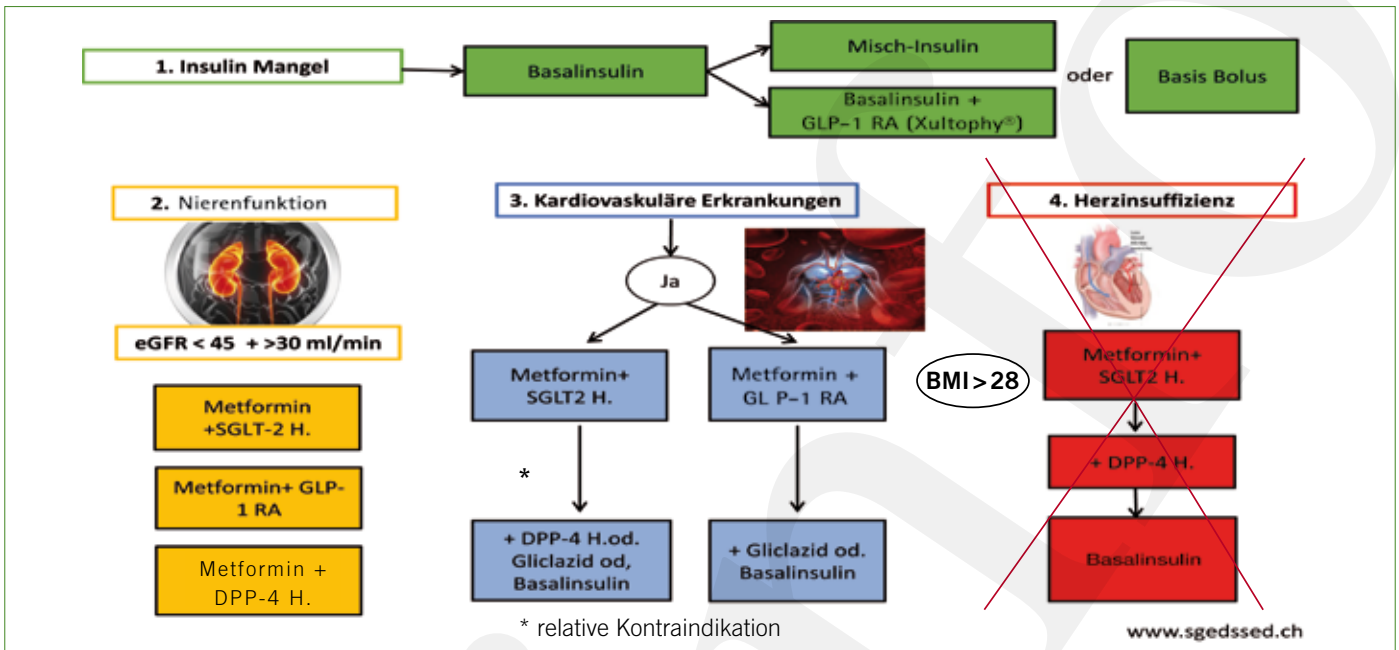 1. Insulin Mangel
Basalinsulin
Misch-Insulin
Basalinsulin +
GLP-1 RA (Xultophy®)
oder
Basis Bolus
2. Nierenfunktion
eGFR < 45 + >30 ml/min
Metformin
+SGLT-2 H.
Metformin+ GLP-
1 RA
Metformin +
DPP-4 H.
3. Kardiovaskuläre Erkrankungen
Ja
Metformin+
SGLT2 H.
*
+ DPP-4 H.od.
Gliclazid od,
Basalinsulin
Metformin +
GL P-1 RA
+ Gliclazid od.
Basalinsulin
* relative Kontraindikation
4. Herzinsuffizienz
BMI > 28
Metformin+
SGLT2 H.
+ DPP-4 H.
Basalinsulin
www.sgedssed.ch